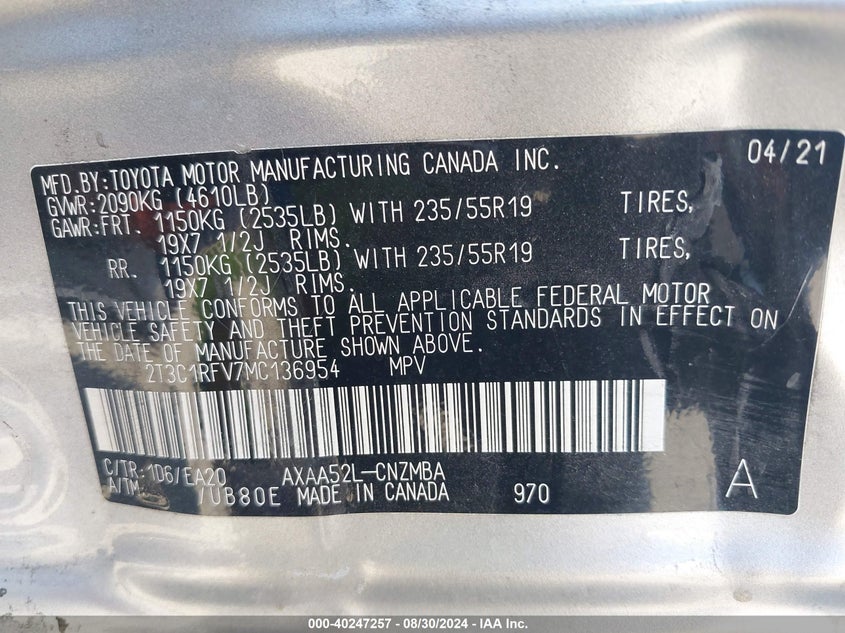 MFD.BY:TOYOTA MOTOR MANUFACTURING CANADA INC. 04/21
GVWR:2090KG (4610LB)
GAWR:FRT. 1150KG (2535LB) WITH 235/55R19 TIRES,
19X7 1/2J RIMS.
RR. 1150KG (2535LB) WITH 235/55R19 TIRES,
19X7 1/2J RIMS.
THIS VEHICLE CONFORMS TO ALL APPLICABLE FEDERAL MOTOR
VEHICLE SAFETY AND THEFT PREVENTION STANDARDS IN EFFECT ON
THE DATE OF MANUFACTURE SHOWN ABOVE.
2T3C1RFV7MC136954 MPV
C/TR:1D6/EA20 AXAA52L-CNZMBA A
A/TM: /UB80E MADE IN CANADA 970
000-40247257 - 08/30/2024 - IAA Inc.